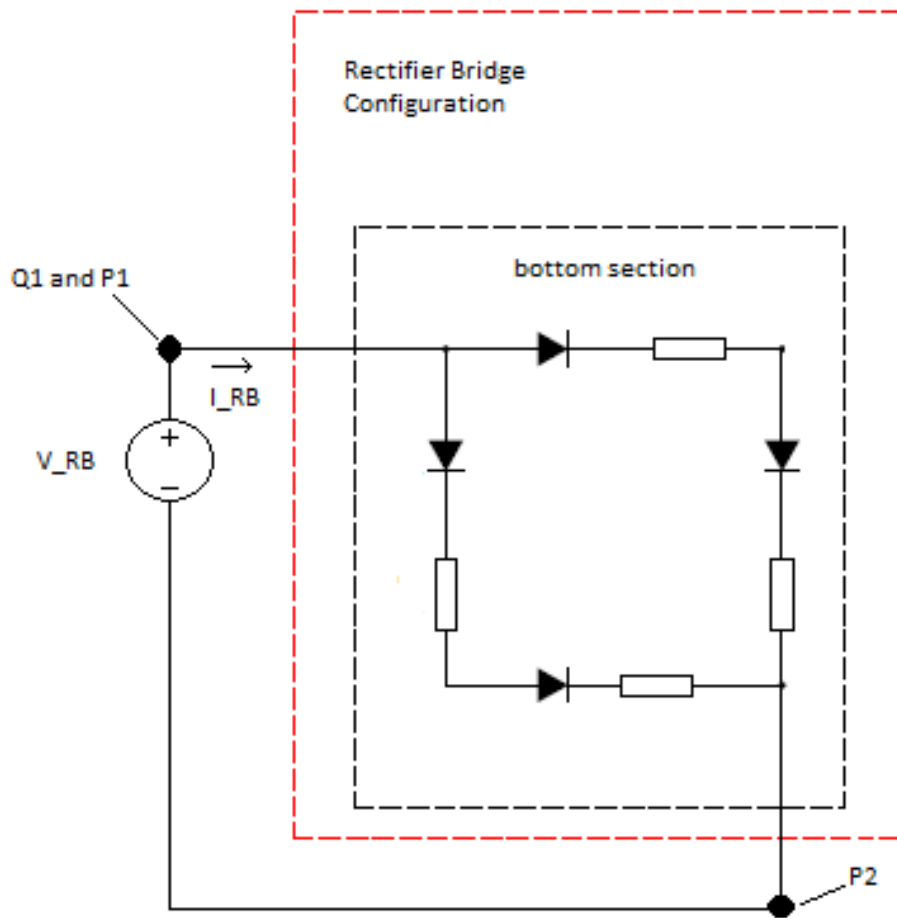 Rectifier Bridge
Configuration
bottom section
Q1 and P1
I_RB
V_RB
+
−
P2